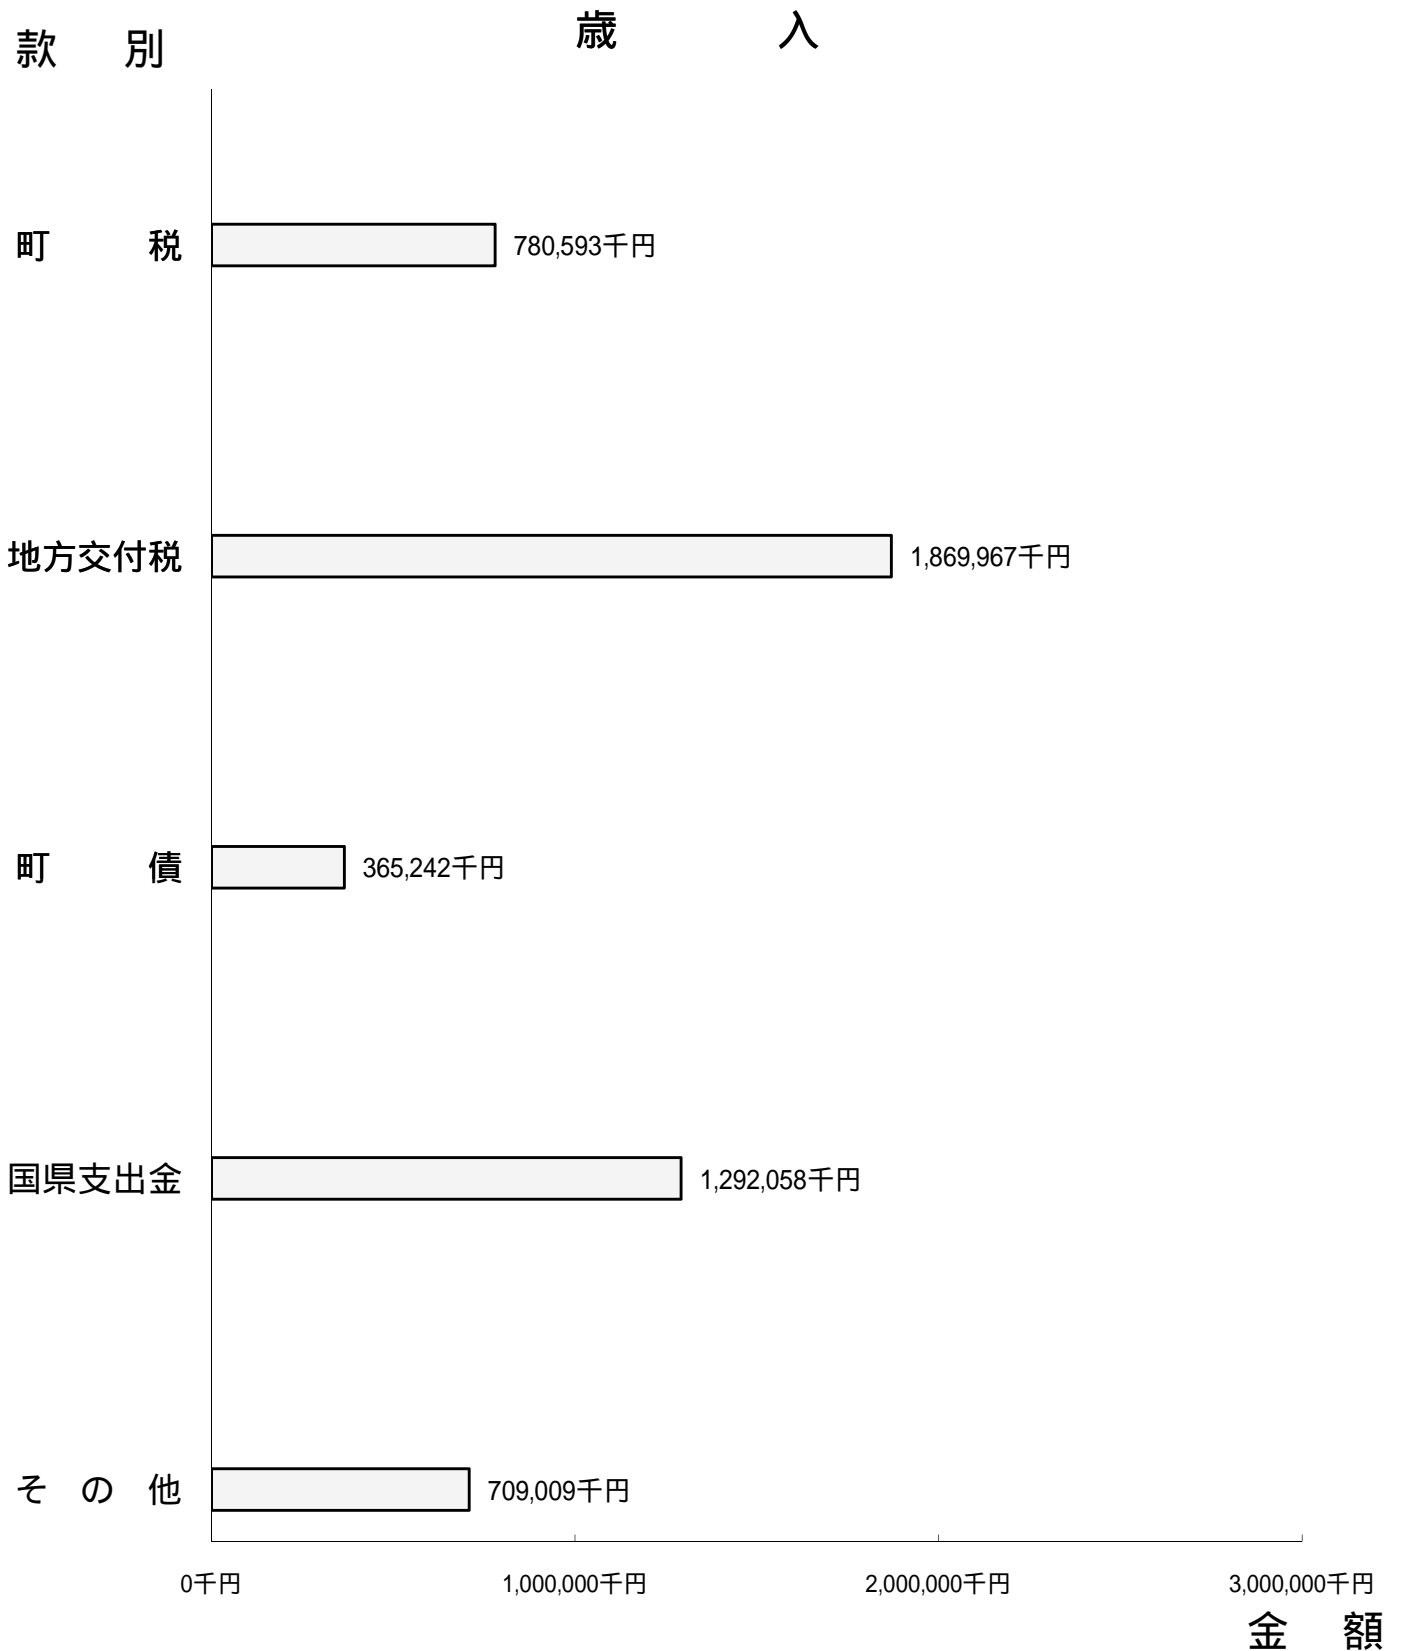 歳 入
款 別
町 税 780,593千円
地方交付税 1,869,967千円
町 債 365,242千円
国県支出金 1,292,058千円
そ の 他 709,009千円
0千円 1,000,000千円 2,000,000千円 3,000,000千円
金 額